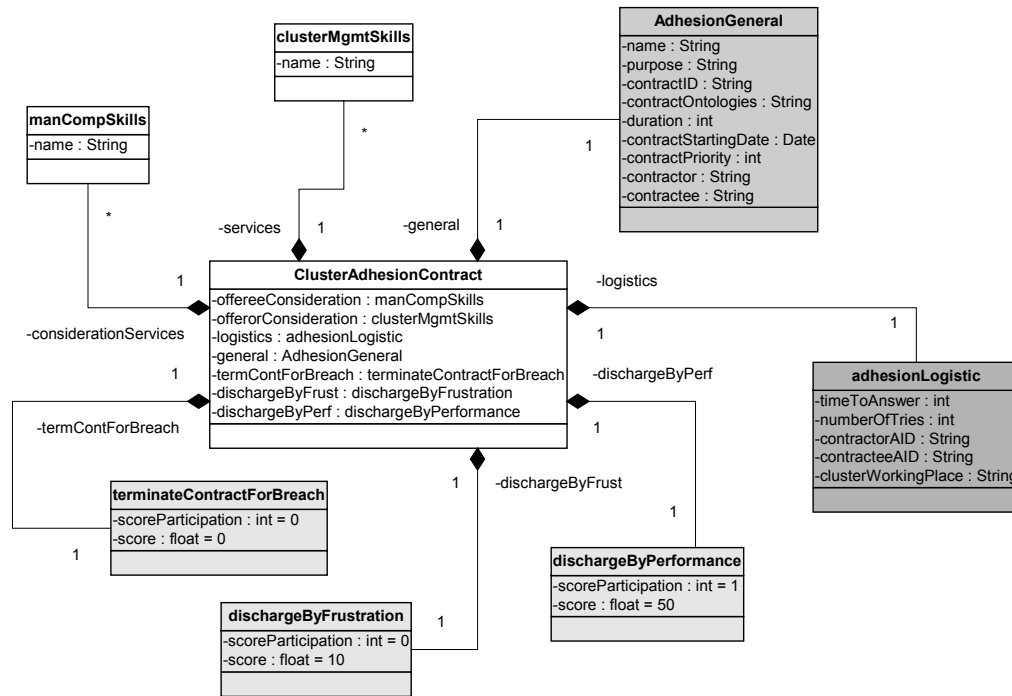 AdhesionGeneral
-name : String
-purpose : String
-contractID : String
-contractOntologies : String
-duration : int
-contractStartingDate : Date
-contractPriority : int
-contractor : String
-contractee : String
clusterMgmtSkills
-name : String
manCompSkills
-name : String
*
*
1
-services
1
-general
1
1
-considerationServices
ClusterAdhesionContract
-offereeConsideration : manCompSkills
-offerorConsideration : clusterMgmtSkills
-logistics : adhesionLogistic
-general : AdhesionGeneral
-termContForBreach : terminateContractForBreach
-dischargeByFrust : dischargeByFrustration
-dischargeByPerf : dischargeByPerformance
-logistics
1
1
adhesionLogistic
-timeToAnswer : int
-numberOfTries : int
-contractorAID : String
-contracteeAID : String
-clusterWorkingPlace : String
1
-termContForBreach
1
terminateContractForBreach
-scoreParticipation : int = 0
-score : float = 0
-dischargeByPerf
1
1
dischargeByPerformance
-scoreParticipation : int = 1
-score : float = 50
1
-dischargeByFrust
1
dischargeByFrustration
-scoreParticipation : int = 0
-score : float = 10